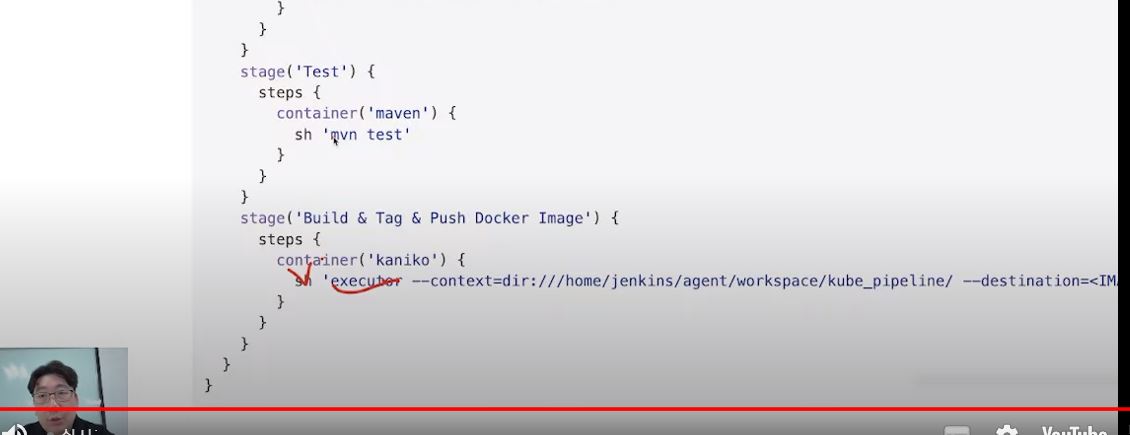 }
}
}
stage('Test') {
steps {
container('maven') {
sh 'mvn test'
}
}
}
stage('Build & Tag & Push Docker Image') {
steps {
container('kaniko') {
sh 'executor --context=dir:///home/jenkins/agent/workspace/kube_pipeline/ --destination=<IM
}
}
}
}
}
YouTube